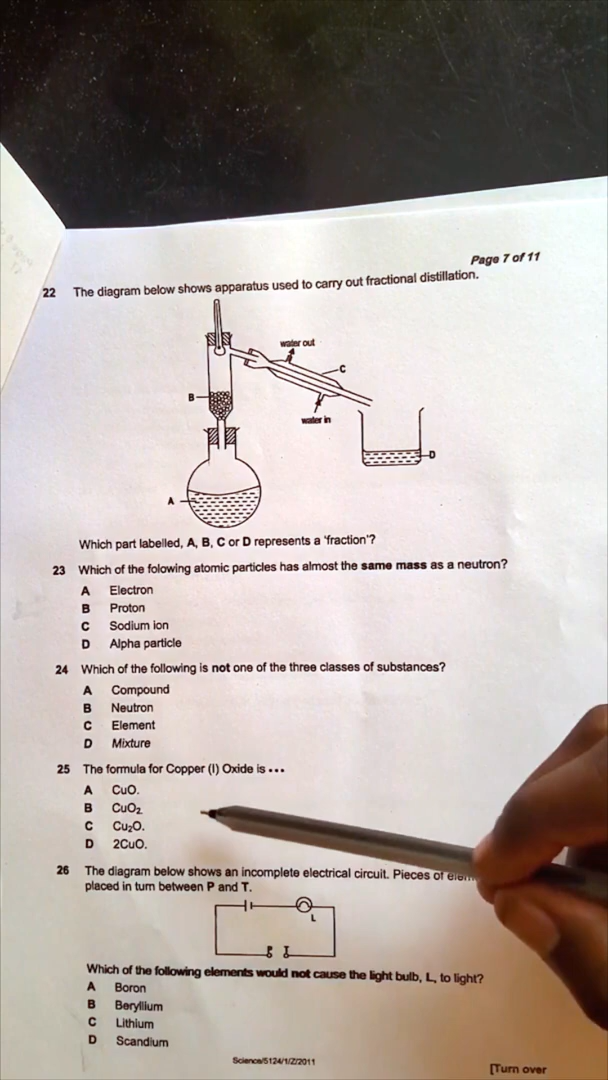 Page 7 of 11
22 The diagram below shows apparatus used to carry out fractional distillation.
water out
C
B
water in
D
A
Which part labelled, A, B, C or D represents a 'fraction'?
23 Which of the folowing atomic particles has almost the same mass as a neutron?
A Electron
B Proton
C Sodium ion
D Alpha particle
24 Which of the following is not one of the three classes of substances?
A Compound
B Neutron
C Element
D Mixture
25 The formula for Copper (I) Oxide is ...
A CuO.
B CuO₂
C Cu₂O.
D 2CuO.
26 The diagram below shows an incomplete electrical circuit. Pieces of
placed in turn between P and T.
L
P T
Which of the following elements would not cause the light bulb, L, to light?
A Boron
B Beryllium
C Lithium
D Scandium
Science/5124/1/Z/2011
[Turn over